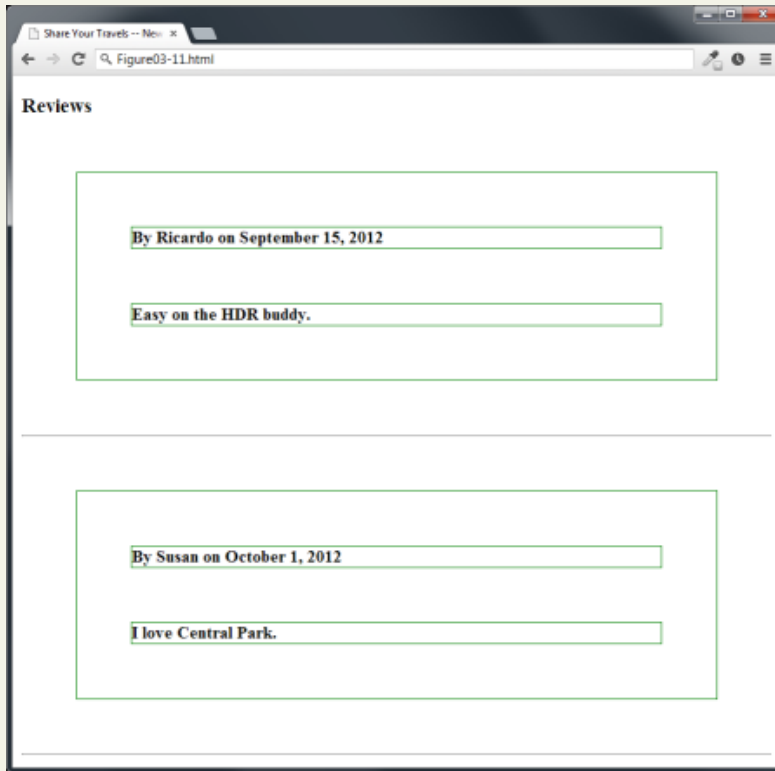 Share Your Travels -- New
Figure03-11.html
Reviews
By Ricardo on September 15, 2012
Easy on the HDR buddy.
By Susan on October 1, 2012
I love Central Park.